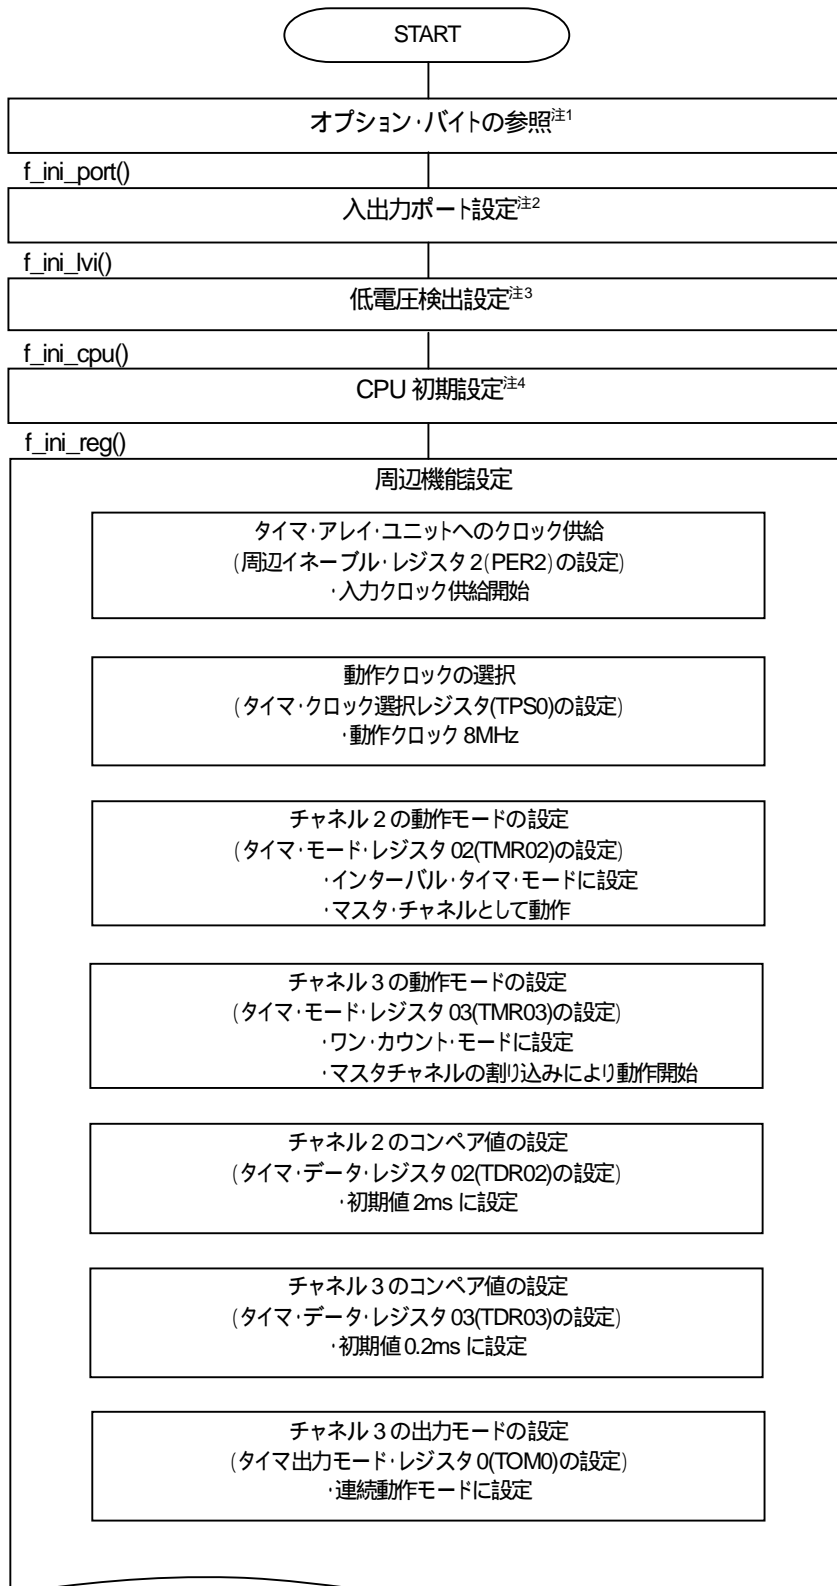 START
オプション・バイトの参照注1
f_ini_port()
入出力ポート設定注2
f_ini_lvi()
低電圧検出設定注3
f_ini_cpu()
CPU 初期設定注4
f_ini_reg()
周辺機能設定
タイマ・アレイ・ユニットへのクロック供給
(周辺イネーブル・レジスタ 2(PER2)の設定)
・入力クロック供給開始
動作クロックの選択
(タイマ・クロック選択レジスタ(TPS0)の設定)
・動作クロック 8MHz
チャネル 2 の動作モードの設定
(タイマ・モード・レジスタ 02(TMR02)の設定)
・インターバル・タイマ・モードに設定
・マスタ・チャネルとして動作
チャネル 3 の動作モードの設定
(タイマ・モード・レジスタ 03(TMR03)の設定)
・ワン・カウント・モードに設定
・マスタチャネルの割り込みにより動作開始
チャネル 2 のコンペア値の設定
(タイマ・データ・レジスタ 02(TDR02)の設定)
・初期値 2ms に設定
チャネル 3 のコンペア値の設定
(タイマ・データ・レジスタ 03(TDR03)の設定)
・初期値 0.2ms に設定
チャネル 3 の出力モードの設定
(タイマ出力モード・レジスタ 0(TOM0)の設定)
・連続動作モードに設定